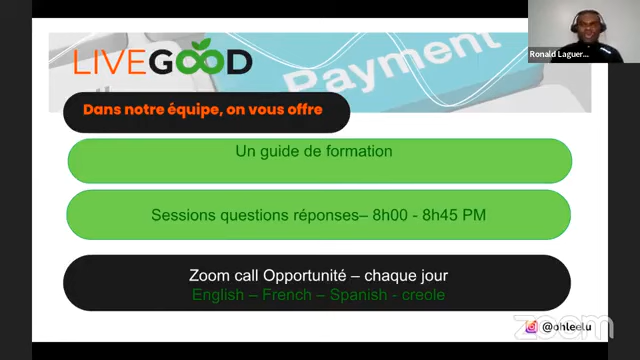 Ronald Laguer...
LIVEGOOD
Payment
Dans notre équipe, on vous offre
Un guide de formation
Sessions questions réponses– 8h00 - 8h45 PM
Zoom call Opportunité – chaque jour
English – French – Spanish - creole
@ohleelu
zoom